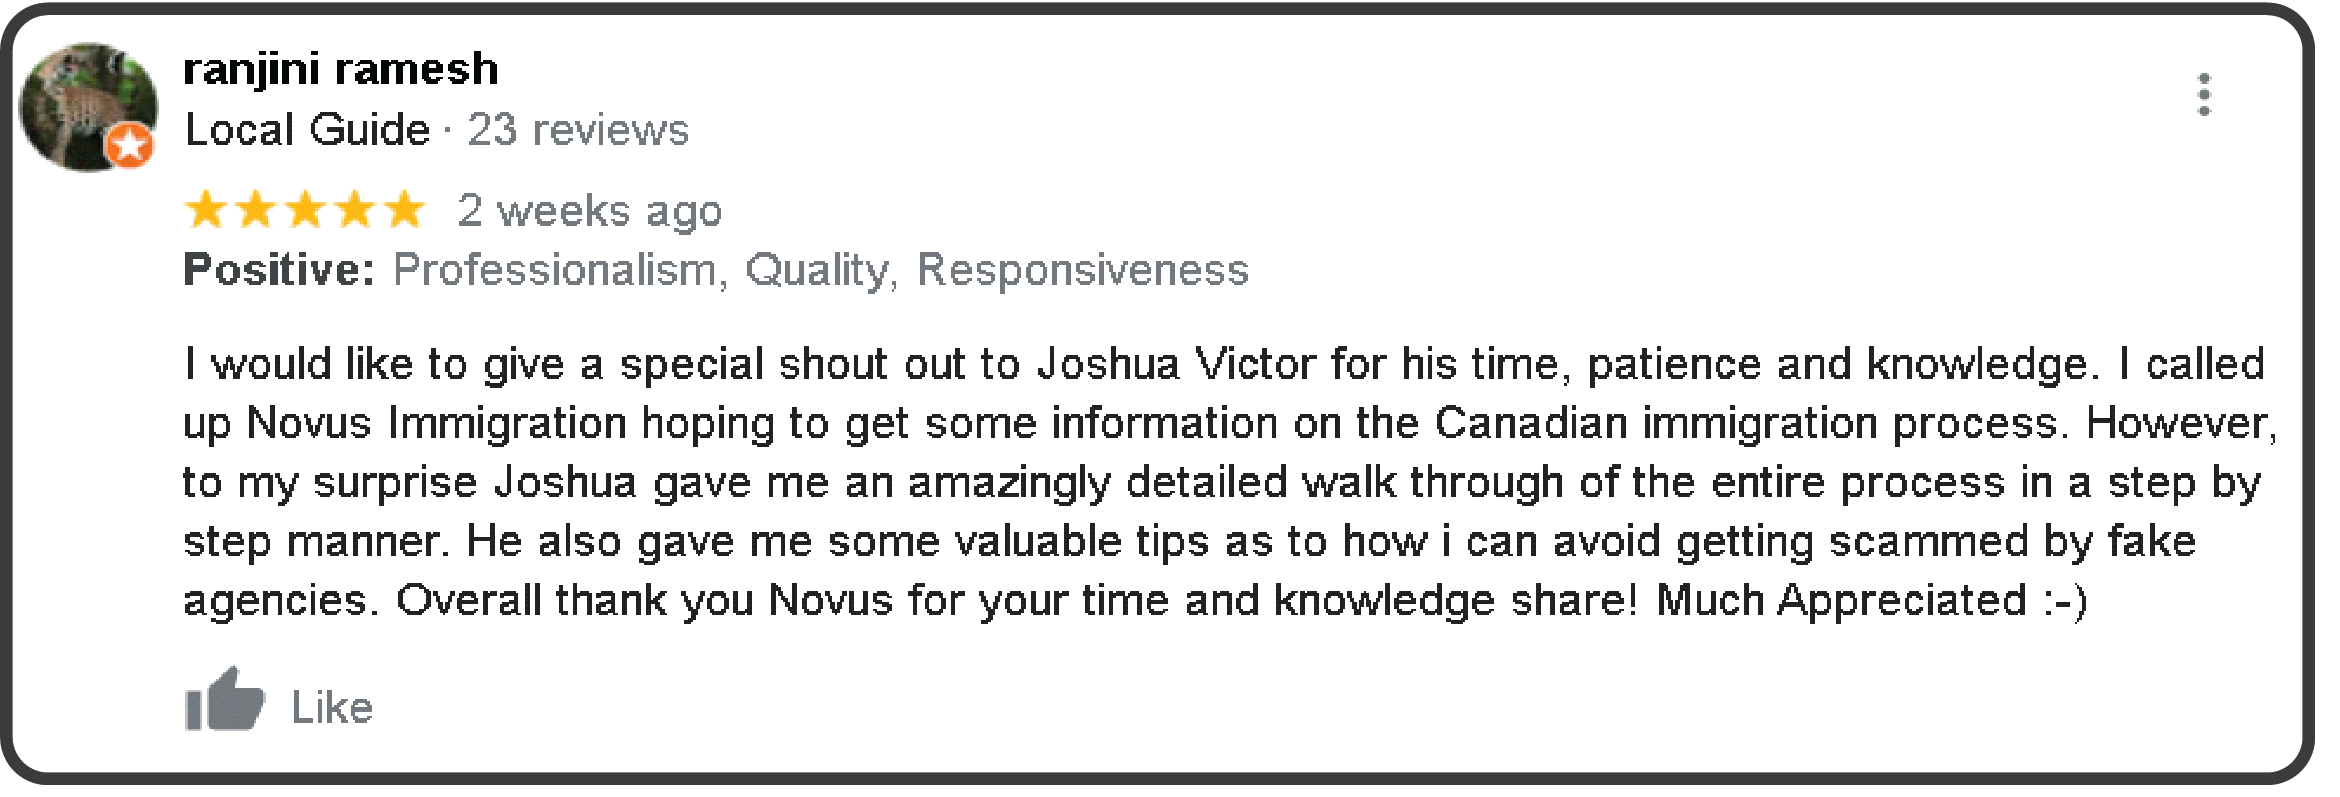 ranjini ramesh
Local Guide · 23 reviews
2 weeks ago
Positive: Professionalism, Quality, Responsiveness
I would like to give a special shout out to Joshua Victor for his time, patience and knowledge. I called
up Novus Immigration hoping to get some information on the Canadian immigration process. However,
to my surprise Joshua gave me an amazingly detailed walk through of the entire process in a step by
step manner. He also gave me some valuable tips as to how i can avoid getting scammed by fake
agencies. Overall thank you Novus for your time and knowledge share! Much Appreciated :-)
Like